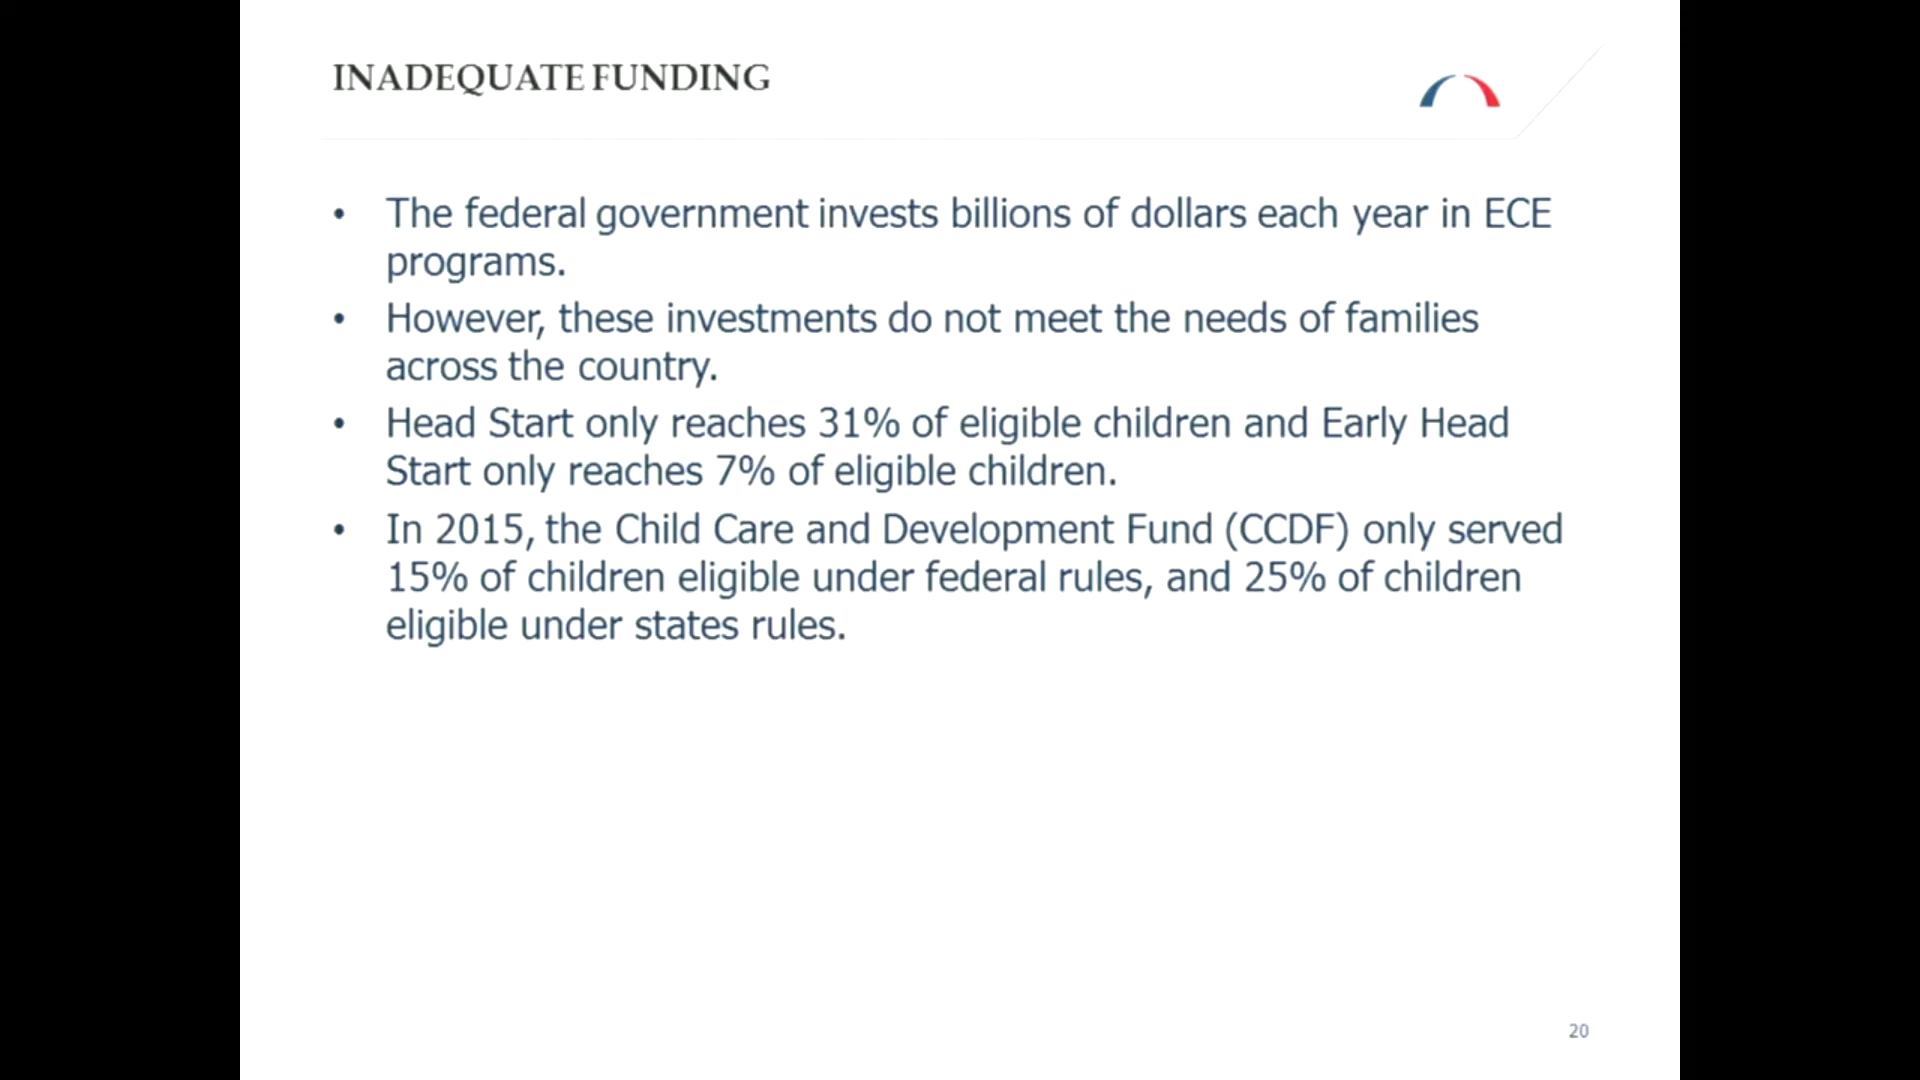 INADEQUATE FUNDING
• The federal government invests billions of dollars each year in ECE
programs.
• However, these investments do not meet the needs of families
across the country.
• Head Start only reaches 31% of eligible children and Early Head
Start only reaches 7% of eligible children.
• In 2015, the Child Care and Development Fund (CCDF) only served
15% of children eligible under federal rules, and 25% of children
eligible under states rules.
20